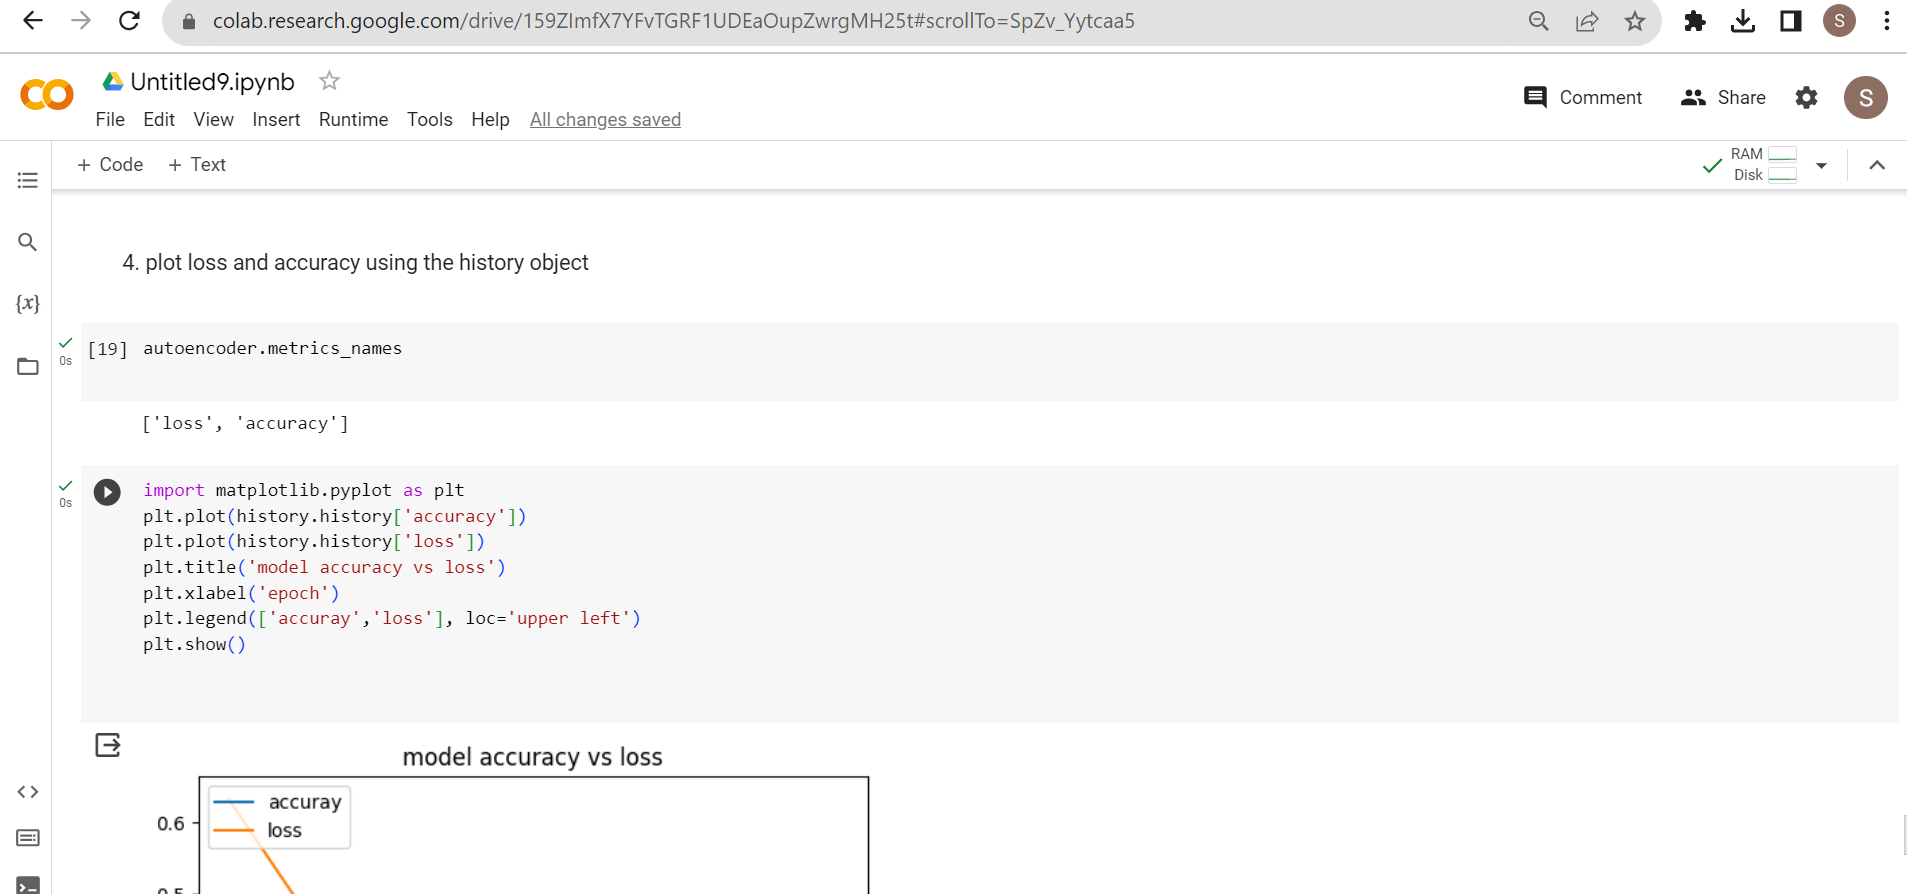 colab.research.google.com/drive/159ZImfX7YFvTGRF1UDEaOupZwrgMH25t#scrollTo=SpZv_Yytcaa5
S
Untitled9.ipynb
Comment
Share
S
File Edit View Insert Runtime Tools Help All changes saved
+ Code + Text
RAM
Disk
4. plot loss and accuracy using the history object
{x}
0s
[19] autoencoder.metrics_names
['loss', 'accuracy']
0s
import matplotlib.pyplot as plt
plt.plot(history.history['accuracy'])
plt.plot(history.history['loss'])
plt.title('model accuracy vs loss')
plt.xlabel('epoch')
plt.legend(['accuray','loss'], loc='upper left')
plt.show()
model accuracy vs loss
accuray
0.6
loss
0.5